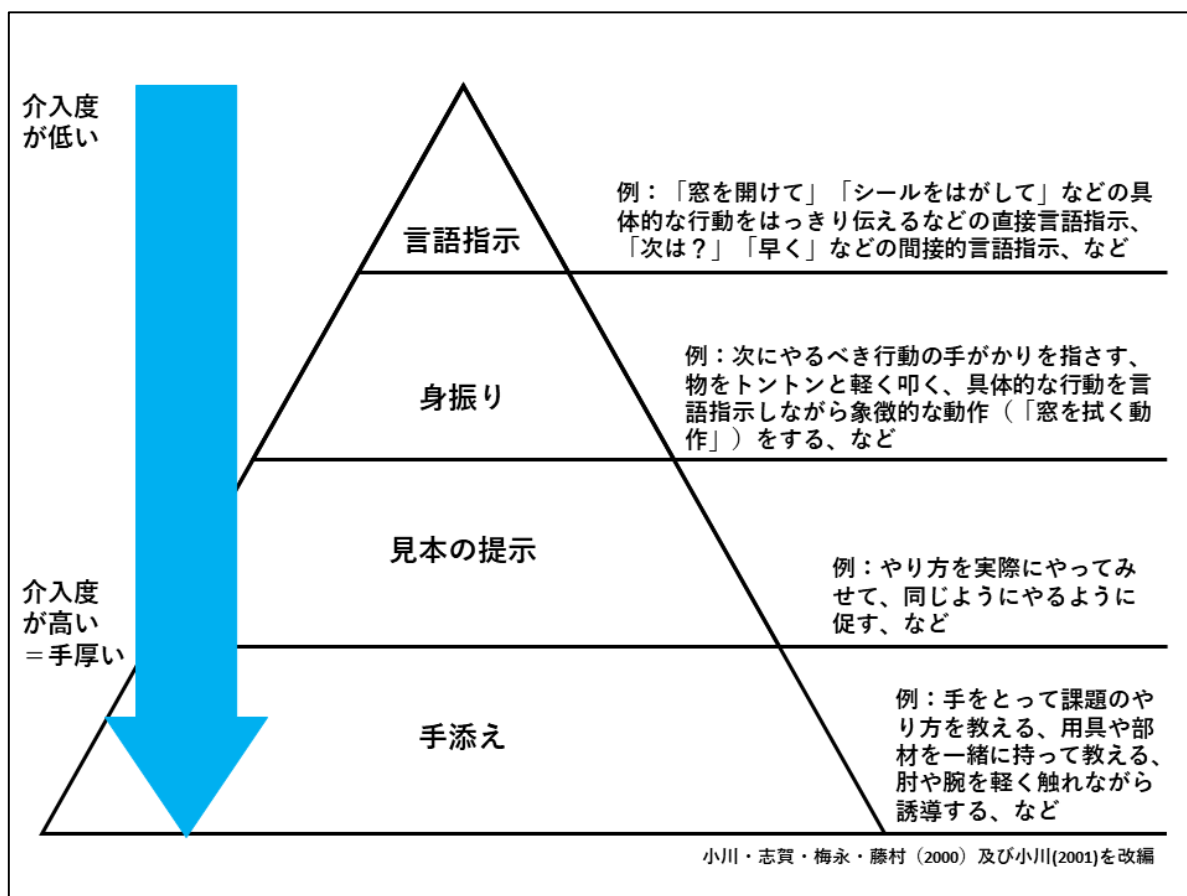 介入度
が低い
言語指示
例：「窓を開けて」「シールをはがして」などの具
体的な行動をはっきり伝えるなどの直接言語指示、
「次は？」「早く」などの間接的言語指示、など
身振り
例：次にやるべき行動の手がかりを指さす、
物をトントンと軽く叩く、具体的な行動を言
語指示しながら象徴的な動作（「窓を拭く動
作」）をする、など
見本の提示
例：やり方を実際にやってみ
せて、同じようにやるように
促す、など
介入度
が高い
＝手厚い
手添え
例：手をとって課題のや
り方を教える、用具や部
材を一緒に持って教える、
肘や腕を軽く触れながら
誘導する、など
小川・志賀・梅永・藤村（2000）及び小川(2001)を改編